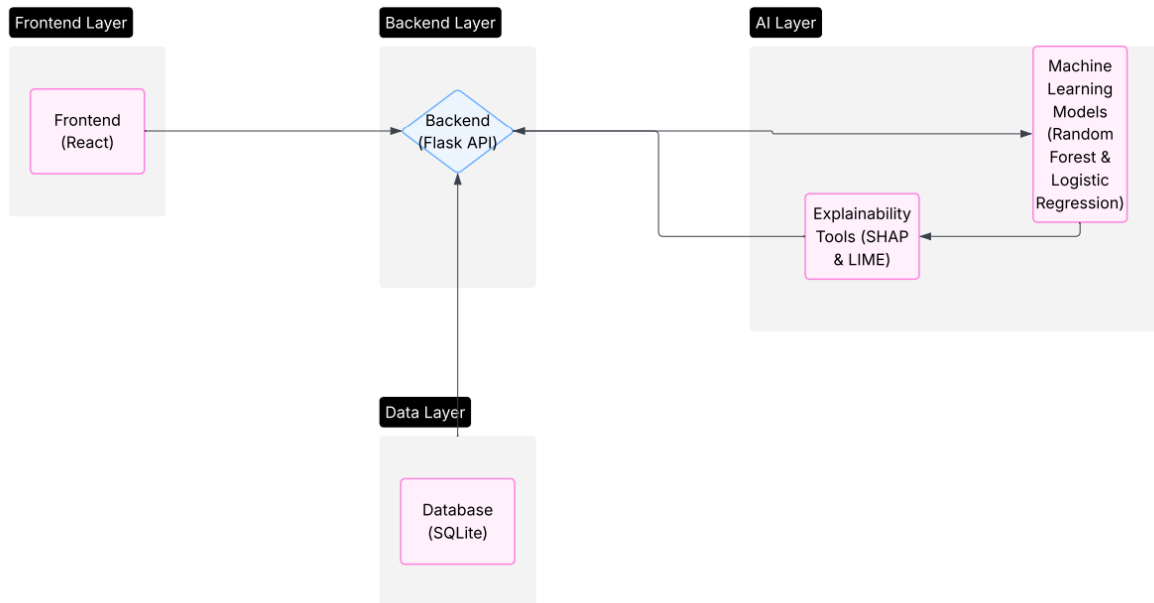 Frontend Layer
Frontend
(React)
Backend Layer
Backend
(Flask API)
AI Layer
Machine
Learning
Models
(Random
Forest &
Logistic
Regression)
Explainability
Tools (SHAP
& LIME)
Data Layer
Database
(SQLite)